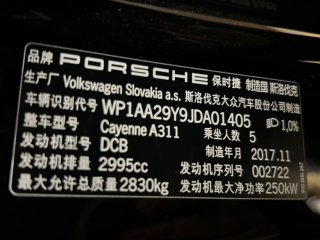 品牌 PORSCHE 保时捷 制造国 斯洛伐克
生产厂 Volkswagen Slovakia a.s. 斯洛伐克大众汽车股份公司制造
车辆识别代号 WP1AA29Y9JDA01405 1,0%
整车型号 Cayenne A311 乘坐人数 5
发动机型号 DCB 制造年月 2017.11
发动机排量 2995cc 发动机序列号 002722
最大允许总质量 2830kg 发动机最大净功率 250kW